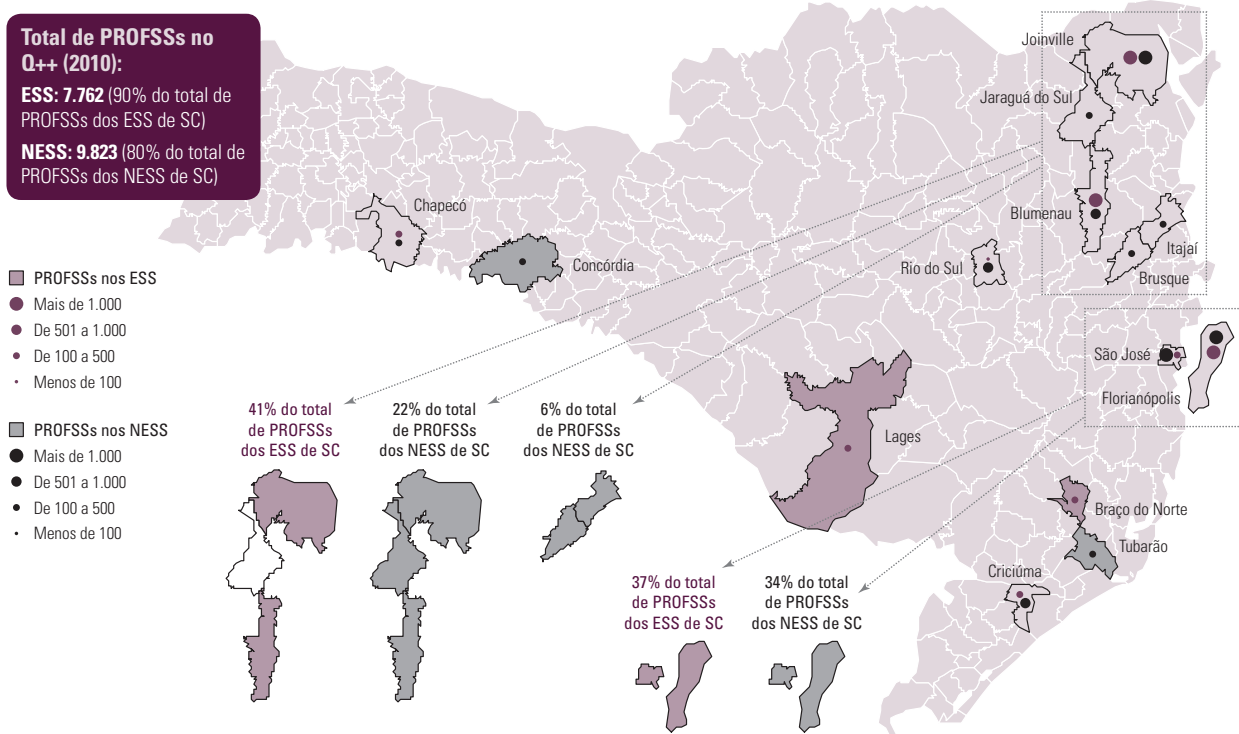 Total de PROFSSs no
Q++ (2010):
ESS: 7.762 (90% do total de
PROFSSs dos ESS de SC)
NESS: 9.823 (80% do total de
PROFSSs dos NESS de SC)
PROFSSs nos ESS
Mais de 1.000
De 501 a 1.000
De 100 a 500
Menos de 100
PROFSSs nos NESS
Mais de 1.000
De 501 a 1.000
De 100 a 500
Menos de 100
Joinville
Jaraguá do Sul
Blumenau
Itajaí
Brusque
Chapecó
Concórdia
Rio do Sul
São José
Florianópolis
Lages
Braço do Norte
Tubarão
Criciúma
41% do total
de PROFSSs
dos ESS de SC
22% do total
de PROFSSs
dos NESS de SC
6% do total
de PROFSSs
dos NESS de SC
37% do total
de PROFSSs
dos ESS de SC
34% do total
de PROFSSs
dos NESS de SC